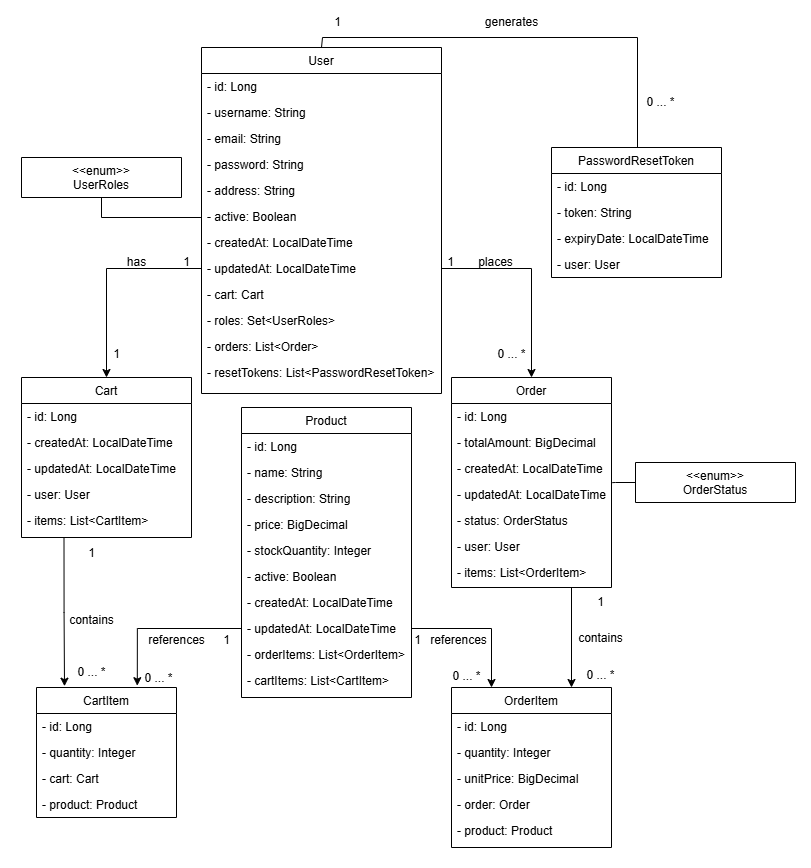 1
generates
User
- id: Long
- username: String
- email: String
- password: String
- address: String
- active: Boolean
- createdAt: LocalDateTime
- updatedAt: LocalDateTime
- cart: Cart
- roles: Set<UserRoles>
- orders: List<Order>
- resetTokens: List<PasswordResetToken>
0 ... *
PasswordResetToken
- id: Long
- token: String
- expiryDate: LocalDateTime
- user: User
<<enum>>
UserRoles
has
1
1
1
places
0 ... *
Cart
- id: Long
- createdAt: LocalDateTime
- updatedAt: LocalDateTime
- user: User
- items: List<CartItem>
Product
- id: Long
- name: String
- description: String
- price: BigDecimal
- stockQuantity: Integer
- active: Boolean
- createdAt: LocalDateTime
- updatedAt: LocalDateTime
- orderItems: List<OrderItem>
- cartItems: List<CartItem>
Order
- id: Long
- totalAmount: BigDecimal
- createdAt: LocalDateTime
- updatedAt: LocalDateTime
- status: OrderStatus
- user: User
- items: List<OrderItem>
<<enum>>
OrderStatus
1
contains
0 ... *
references
1
0 ... *
1
references
0 ... *
1
contains
0 ... *
CartItem
- id: Long
- quantity: Integer
- cart: Cart
- product: Product
OrderItem
- id: Long
- quantity: Integer
- unitPrice: BigDecimal
- order: Order
- product: Product